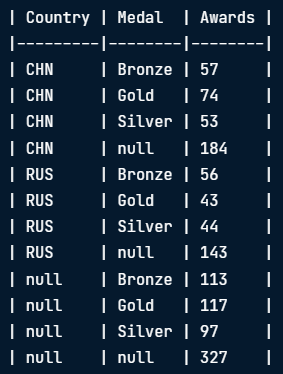 | Country | Medal | Awards |
|---------|--------|--------|
| CHN | Bronze | 57 |
| CHN | Gold | 74 |
| CHN | Silver | 53 |
| CHN | null | 184 |
| RUS | Bronze | 56 |
| RUS | Gold | 43 |
| RUS | Silver | 44 |
| RUS | null | 143 |
| null | Bronze | 113 |
| null | Gold | 117 |
| null | Silver | 97 |
| null | null | 327 |